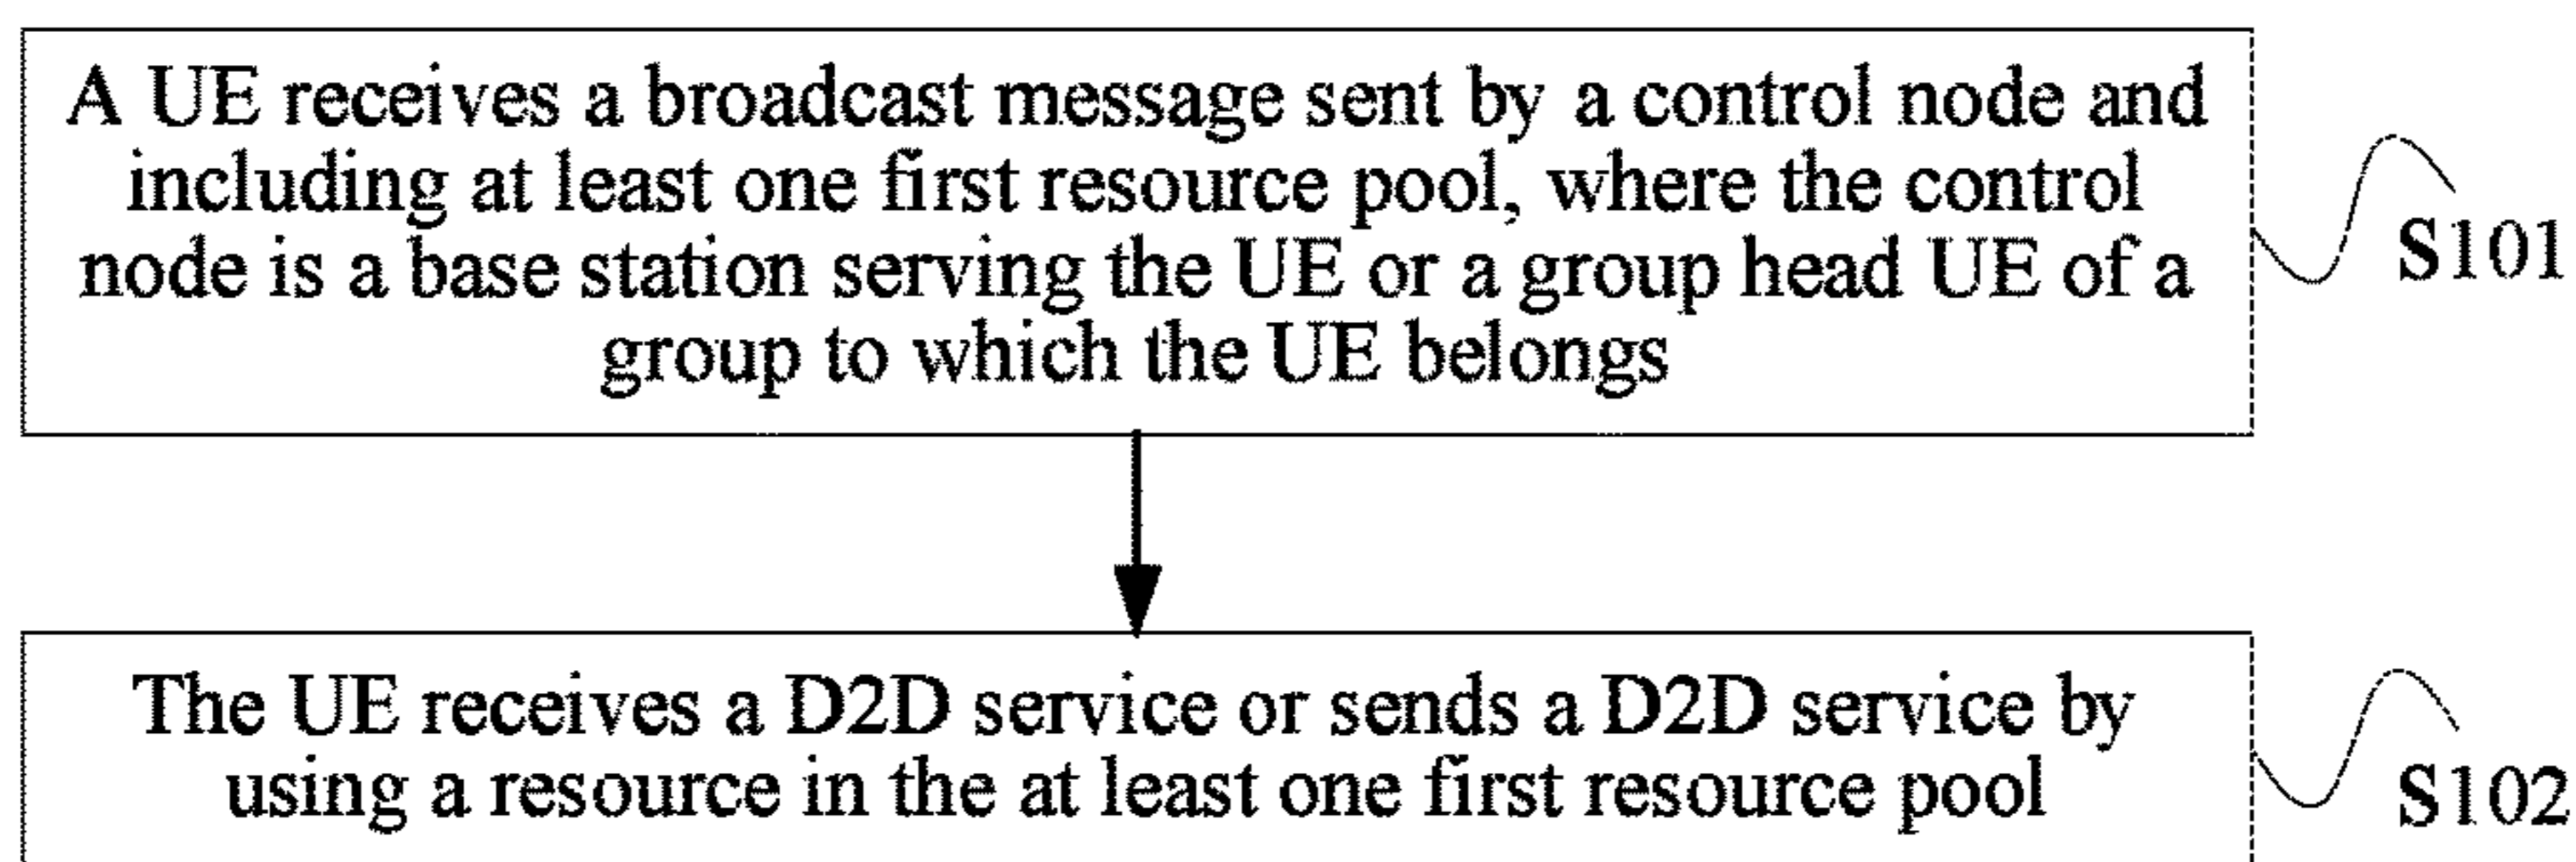 A UE receives a broadcast message sent by a control node and
including at least one first resource pool, where the control
node is a base station serving the UE or a group head UE of a
group to which the UE belongs
S101
The UE receives a D2D service or sends a D2D service by
using a resource in the at least one first resource pool
S102